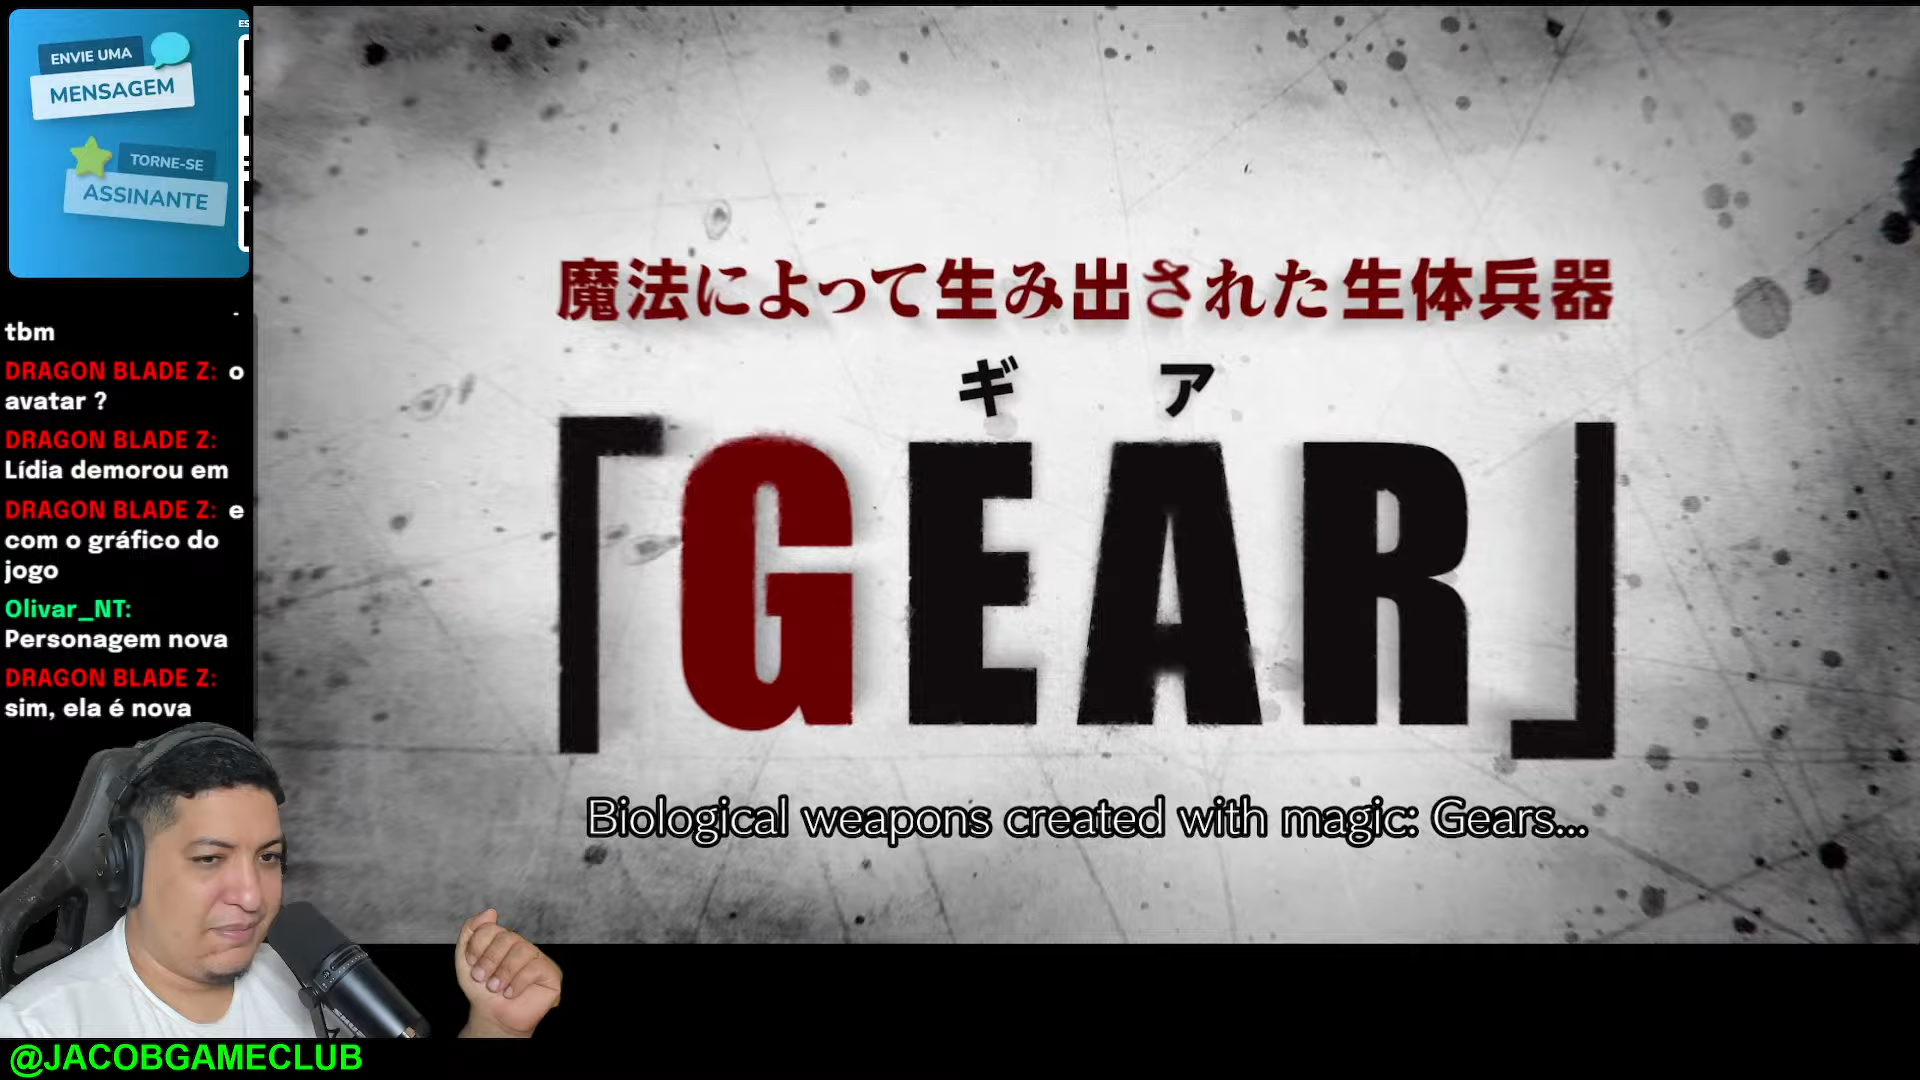 ENVIE UMA
MENSAGEM
TORNE-SE
ASSINANTE
ES
tbm
DRAGON BLADE Z: o
avatar ?
DRAGON BLADE Z:
Lídia demorou em
DRAGON BLADE Z: e
com o gráfico do
jogo
Olivar_NT:
Personagem nova
DRAGON BLADE Z:
sim, ela é nova
魔法によって生み出された生体兵器
ギア
「GEAR」
Biological weapons created with magic: Gears...
@JACOBGAMECLUB